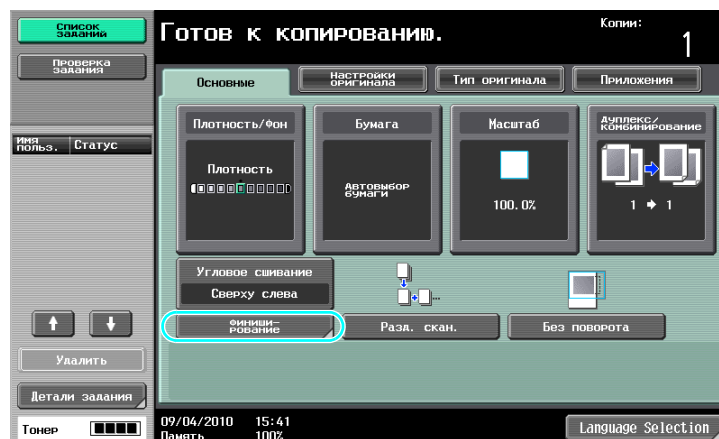 Список
задании
Готов к копированию.
Копии:
1
Проверка
задания
Основные
Настройки
оригинала
Тип оригинала
Приложения
Имя
польз.
Статус
Плотность/Фон
Бумага
Масштаб
Дуплекс/
комбинирование
Плотность
Автовыбор
бумаги
100.0%
1 → 1
Угловое сшивание
Сверху слева
Финиши-
рование
Разд. скан.
Без поворота
Удалить
Детали задания
Тонер
09/04/2010 15:41
Память 100%
Language Selection